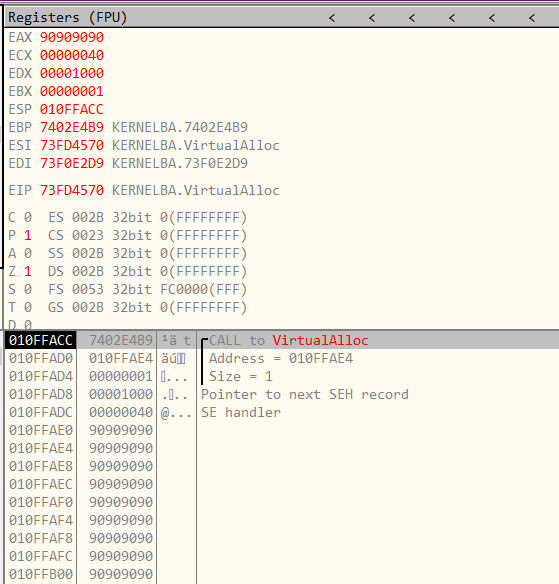 Registers (FPU) < < < < < <
EAX 90909090
ECX 00000040
EDX 00001000
EBX 00000001
ESP 010FFACC
EBP 7402E4B9 KERNELBA.7402E4B9
ESI 73FD4570 KERNELBA.VirtualAlloc
EDI 73F0E2D9 KERNELBA.73F0E2D9
EIP 73FD4570 KERNELBA.VirtualAlloc
C 0 ES 002B 32bit 0(FFFFFFFF)
P 1 CS 0023 32bit 0(FFFFFFFF)
A 0 SS 002B 32bit 0(FFFFFFFF)
Z 1 DS 002B 32bit 0(FFFFFFFF)
S 0 FS 0053 32bit FC0000(FFF)
T 0 GS 002B 32bit 0(FFFFFFFF)
D 0
010FFACC 7402E4B9 ¹ä t CALL to VirtualAlloc
010FFAD0 010FFAE4 äú Address = 010FFAE4
010FFAD4 00000001 ... Size = 1
010FFAD8 00001000 . .. Pointer to next SEH record
010FFADC 00000040 @... SE handler
010FFAE0 90909090
010FFAE4 90909090
010FFAE8 90909090
010FFAEC 90909090
010FFAF0 90909090
010FFAF4 90909090
010FFAF8 90909090
010FFAFC 90909090
010FFB00 90909090